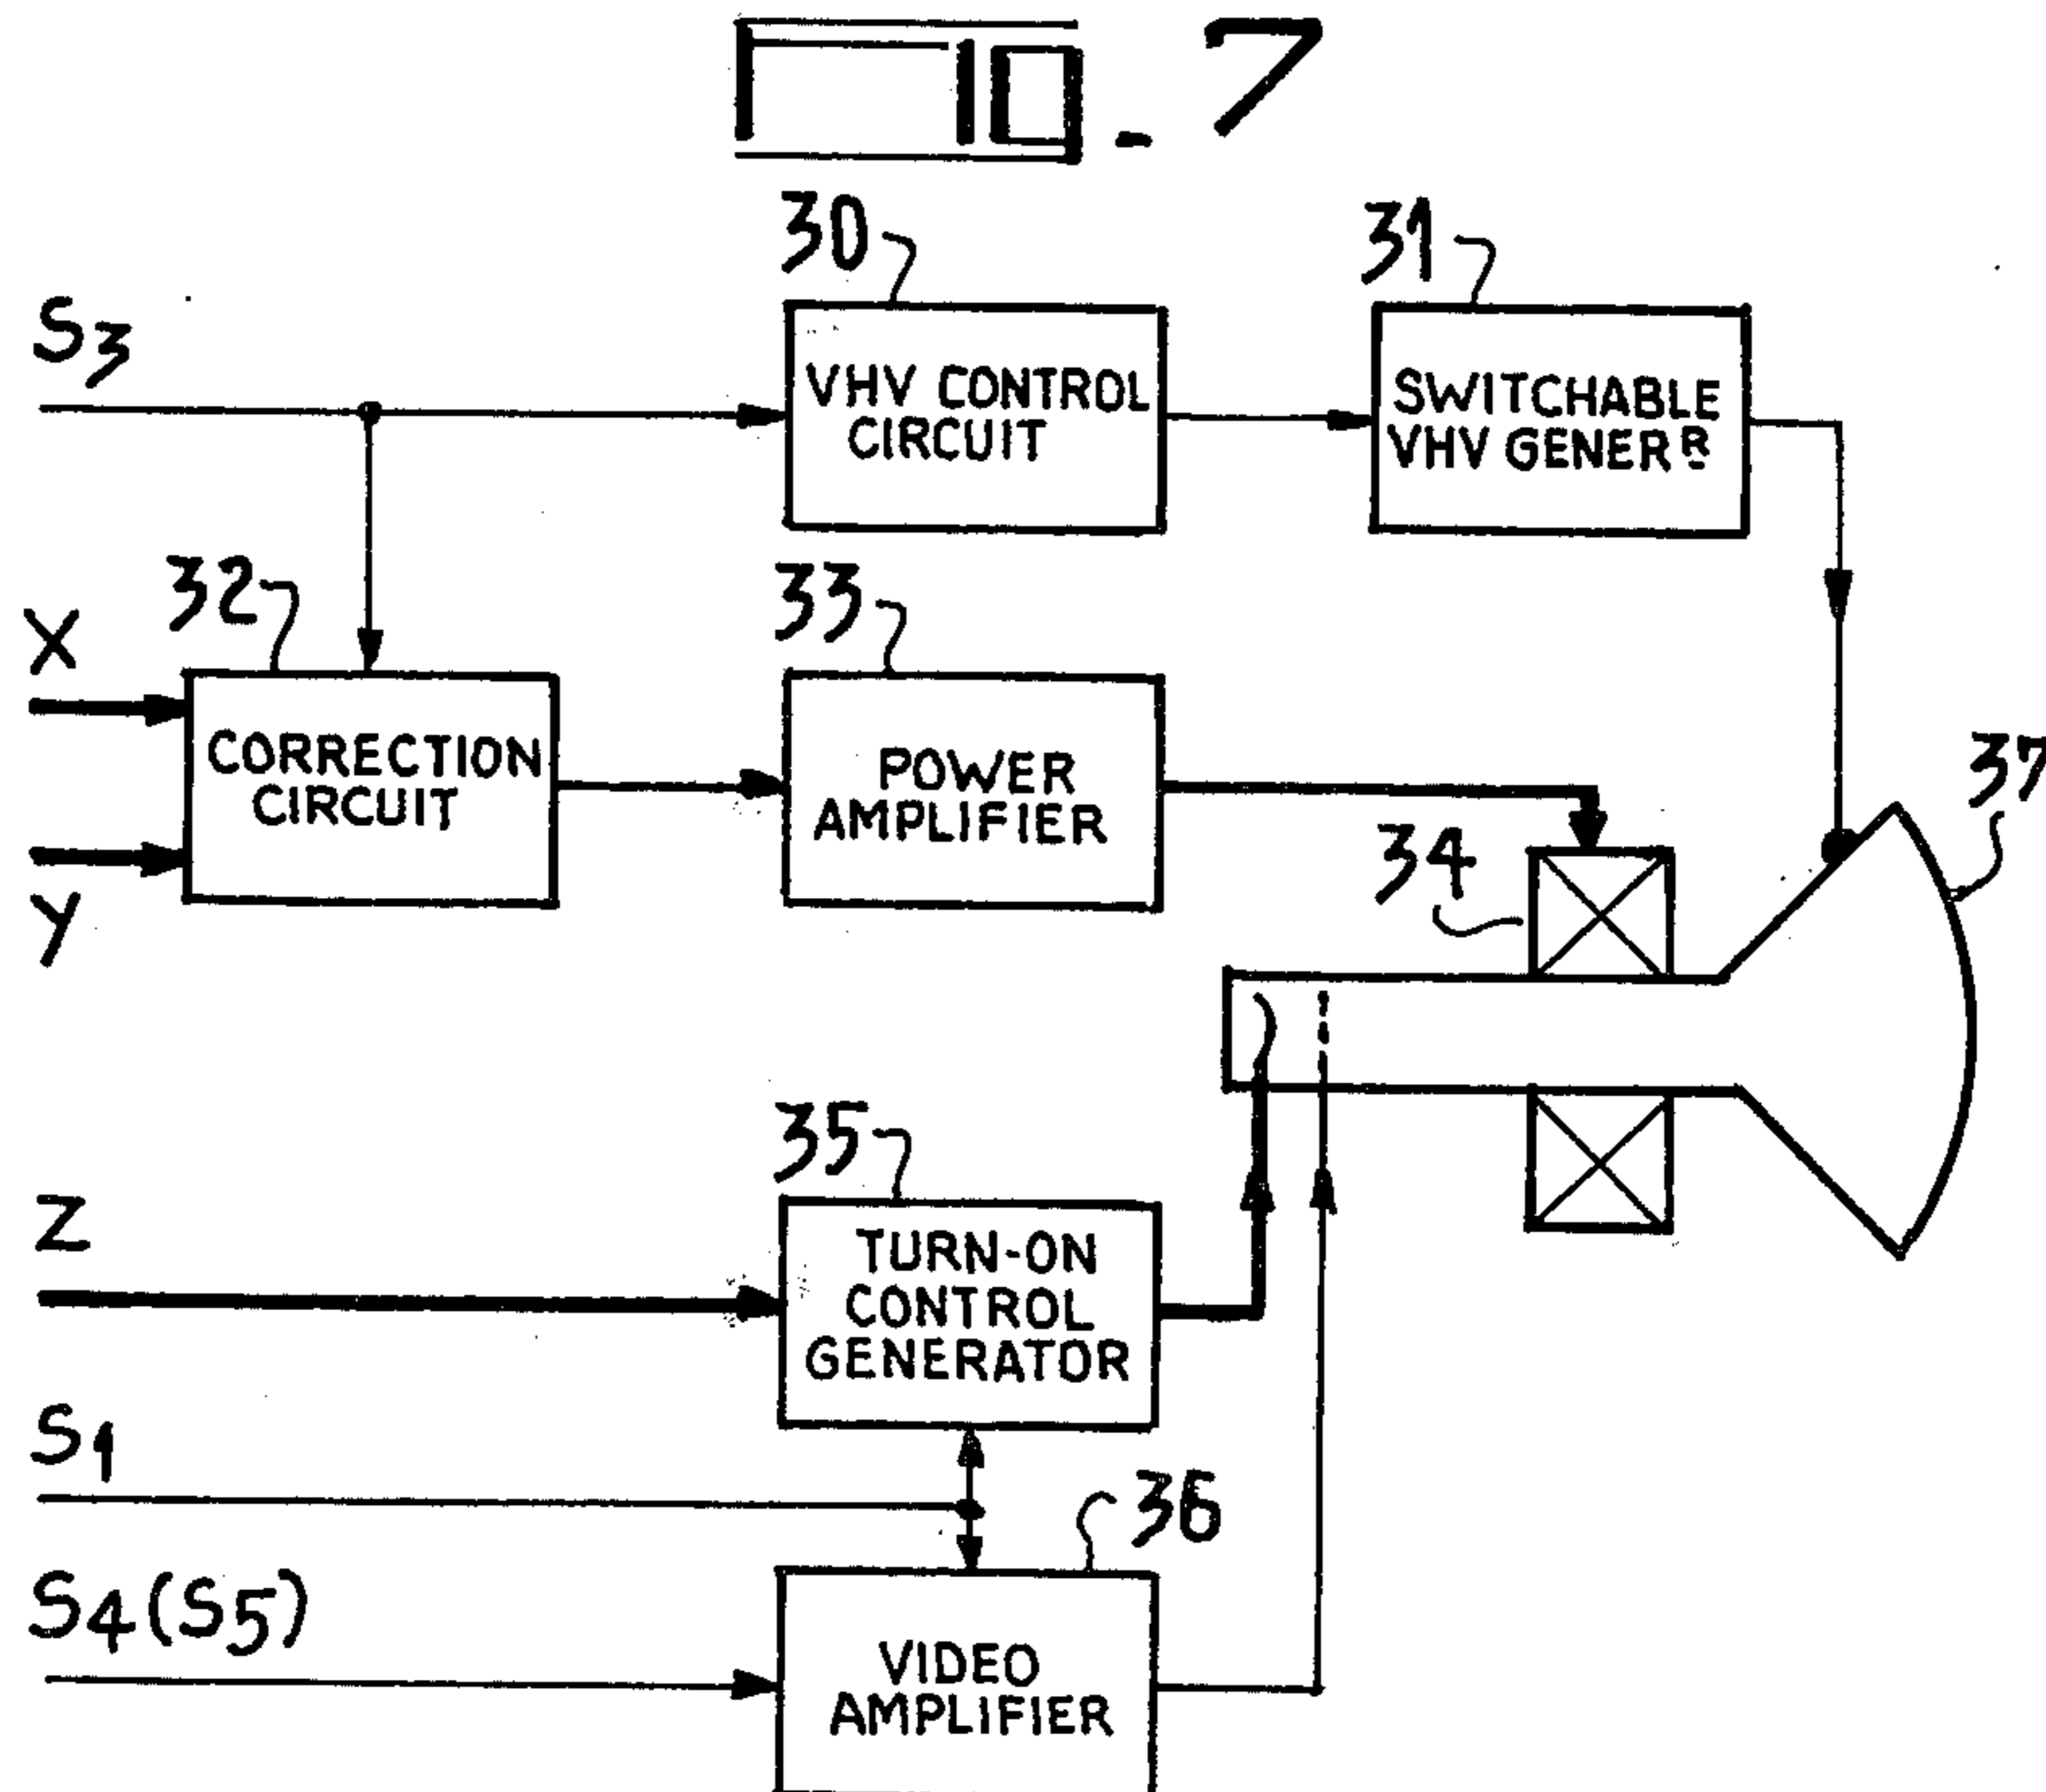 FIG. 7
30
31
S3
VHV CONTROL
CIRCUIT
SWITCHABLE
VHV GENERR
32
33
X
37
CORRECTION
CIRCUIT
POWER
AMPLIFIER
34
Y
35
Z
TURN-ON
CONTROL
GENERATOR
S1
36
S4(S5)
VIDEO
AMPLIFIER